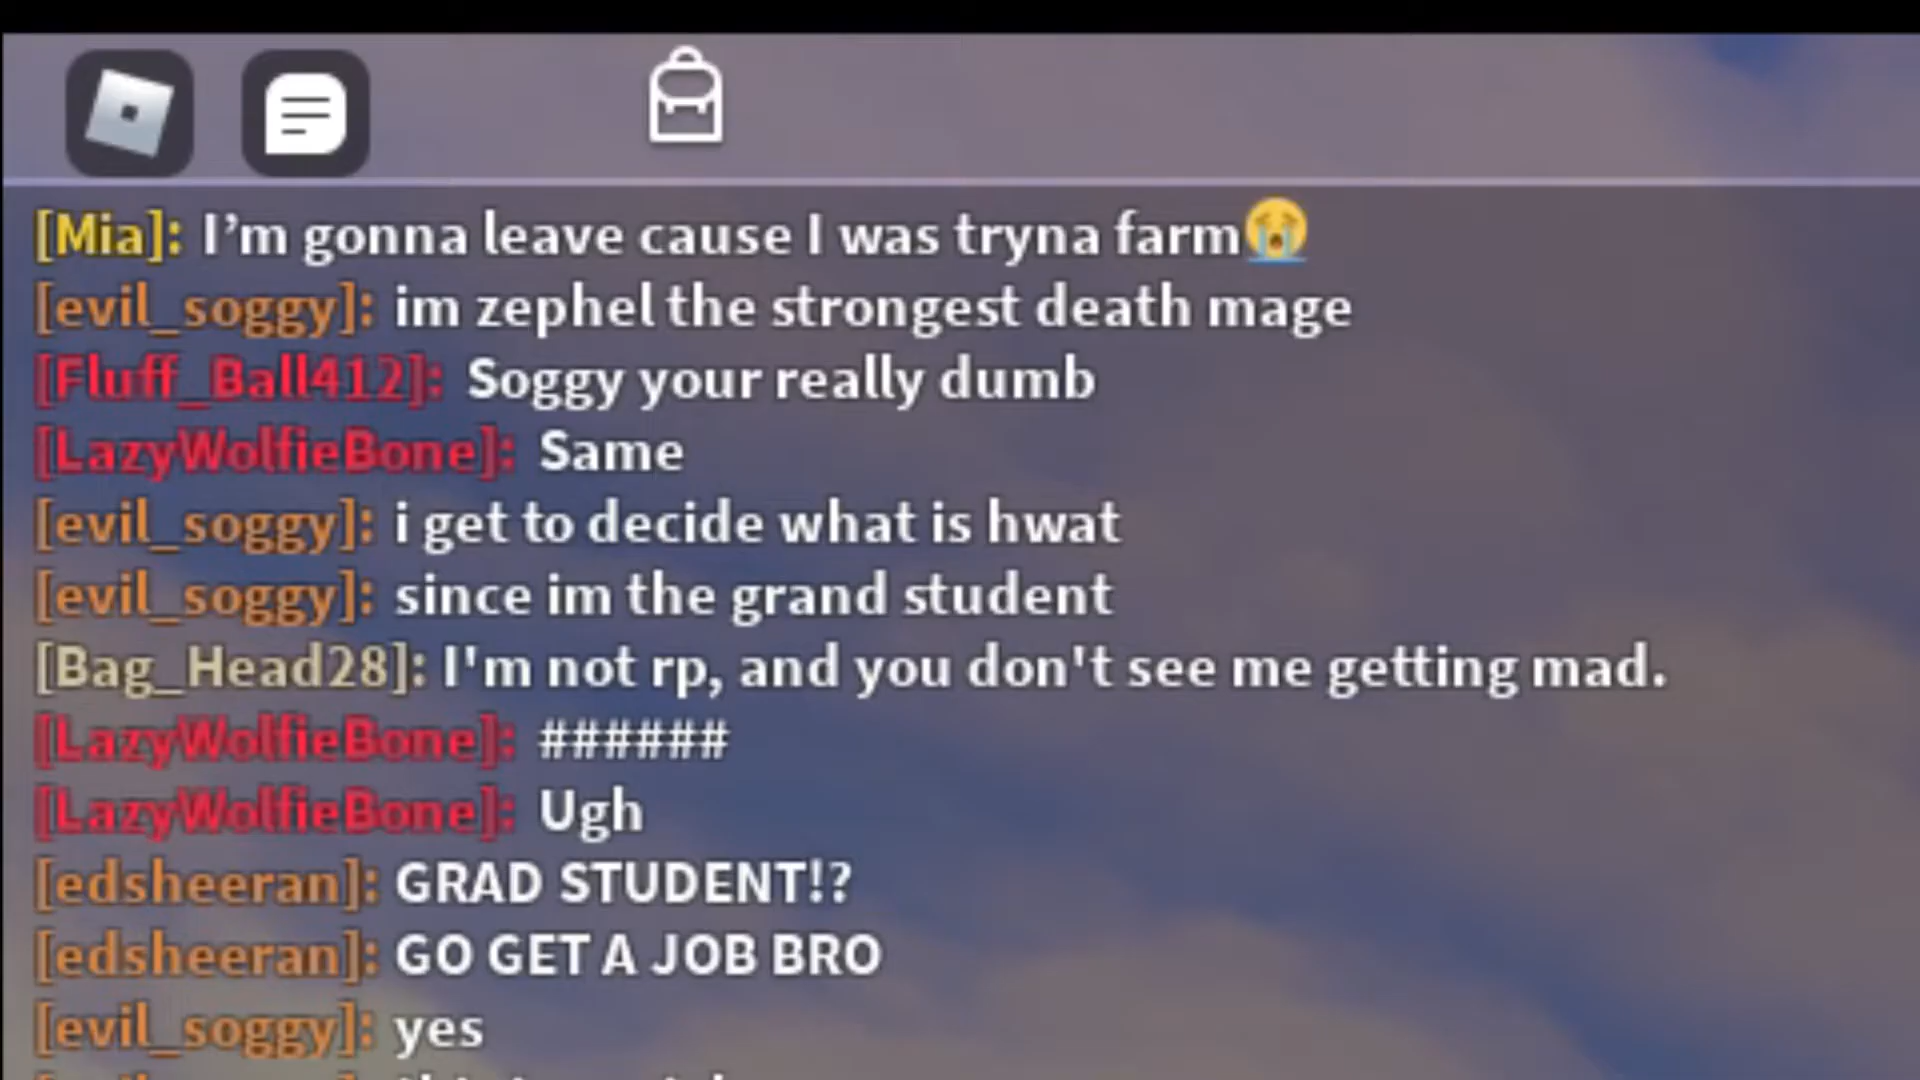 [Mia]: I’m gonna leave cause I was tryna farm😭
[evil_soggy]: im zephel the strongest death mage
[Fluff_Ball412]: Soggy your really dumb
[LazyWolfieBone]: Same
[evil_soggy]: i get to decide what is hwat
[evil_soggy]: since im the grand student
[Bag_Head28]: I'm not rp, and you don't see me getting mad.
[LazyWolfieBone]: ######
[LazyWolfieBone]: Ugh
[edsheeran]: GRAD STUDENT!?
[edsheeran]: GO GET A JOB BRO
[evil_soggy]: yes